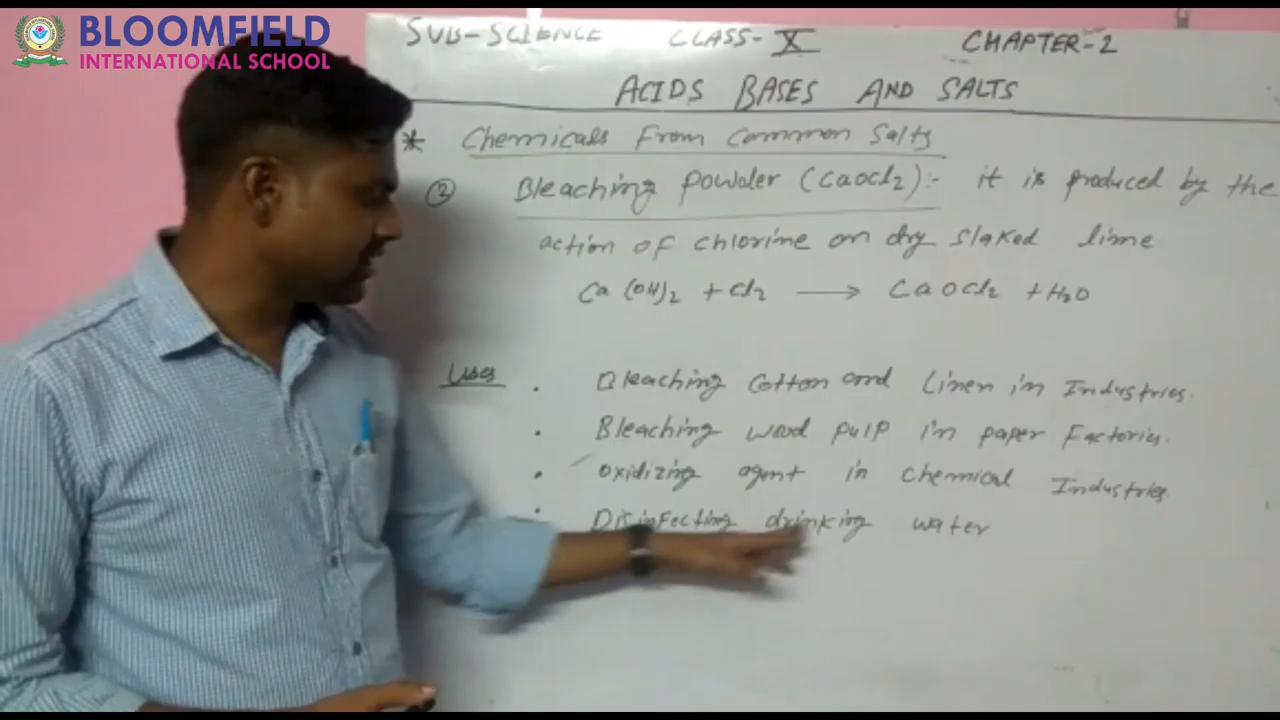 BLOOMFIELD
INTERNATIONAL SCHOOL
SUB-SCIENCE CLASS-X CHAPTER-2
ACIDS BASES AND SALTS
* Chemicals From Common Salts
② Bleaching Powder (CaOCl2):- it is produced by the
action of chlorine on dry slaked lime
Ca(OH)2 + Cl2 → CaOCl2 + H2O
Uses
. Bleaching Cotton and Linen in Industries.
. Bleaching wood pulp in paper Factories.
. Oxidizing agent in Chemical Industries
. Disinfecting drinking water